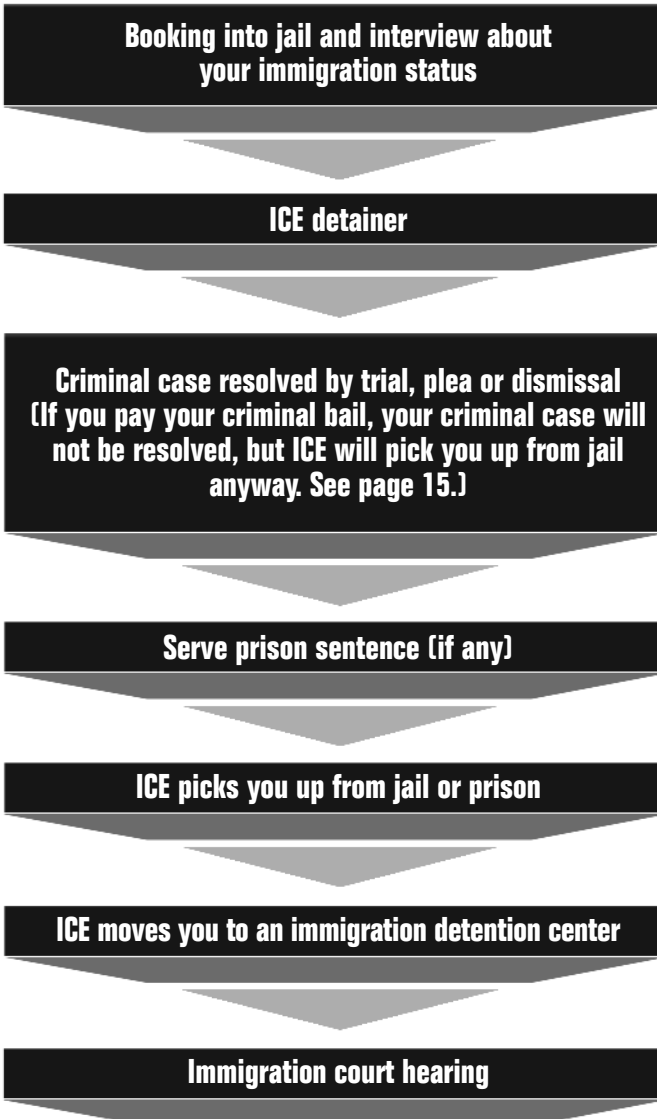 Booking into jail and interview about
your immigration status
ICE detainer
Criminal case resolved by trial, plea or dismissal
(If you pay your criminal bail, your criminal case will
not be resolved, but ICE will pick you up from jail
anyway. See page 15.)
Serve prison sentence (if any)
ICE picks you up from jail or prison
ICE moves you to an immigration detention center
Immigration court hearing